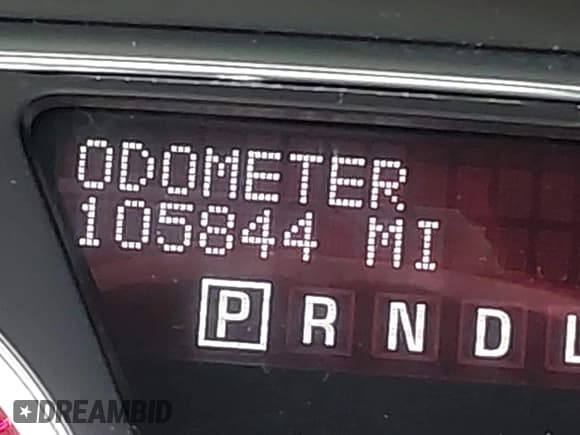 ODOMETER
105844 MI
P R N D L
DREAMBID